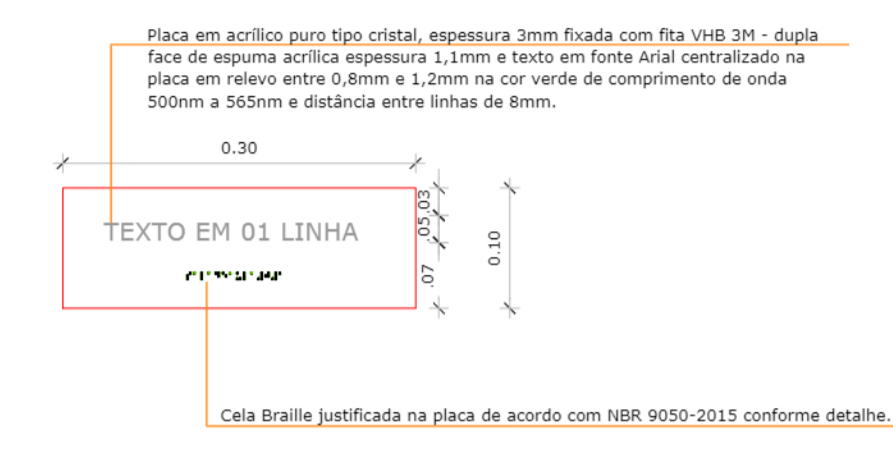 Placa em acrílico puro tipo cristal, espessura 3mm fixada com fita VHB 3M - dupla
face de espuma acrílica espessura 1,1mm e texto em fonte Arial centralizado na
placa em relevo entre 0,8mm e 1,2mm na cor verde de comprimento de onda
500nm a 565nm e distância entre linhas de 8mm.
0.30
TEXTO EM 01 LINHA
.03
.05
.07
0.10
Cela Braille justificada na placa de acordo com NBR 9050-2015 conforme detalhe.